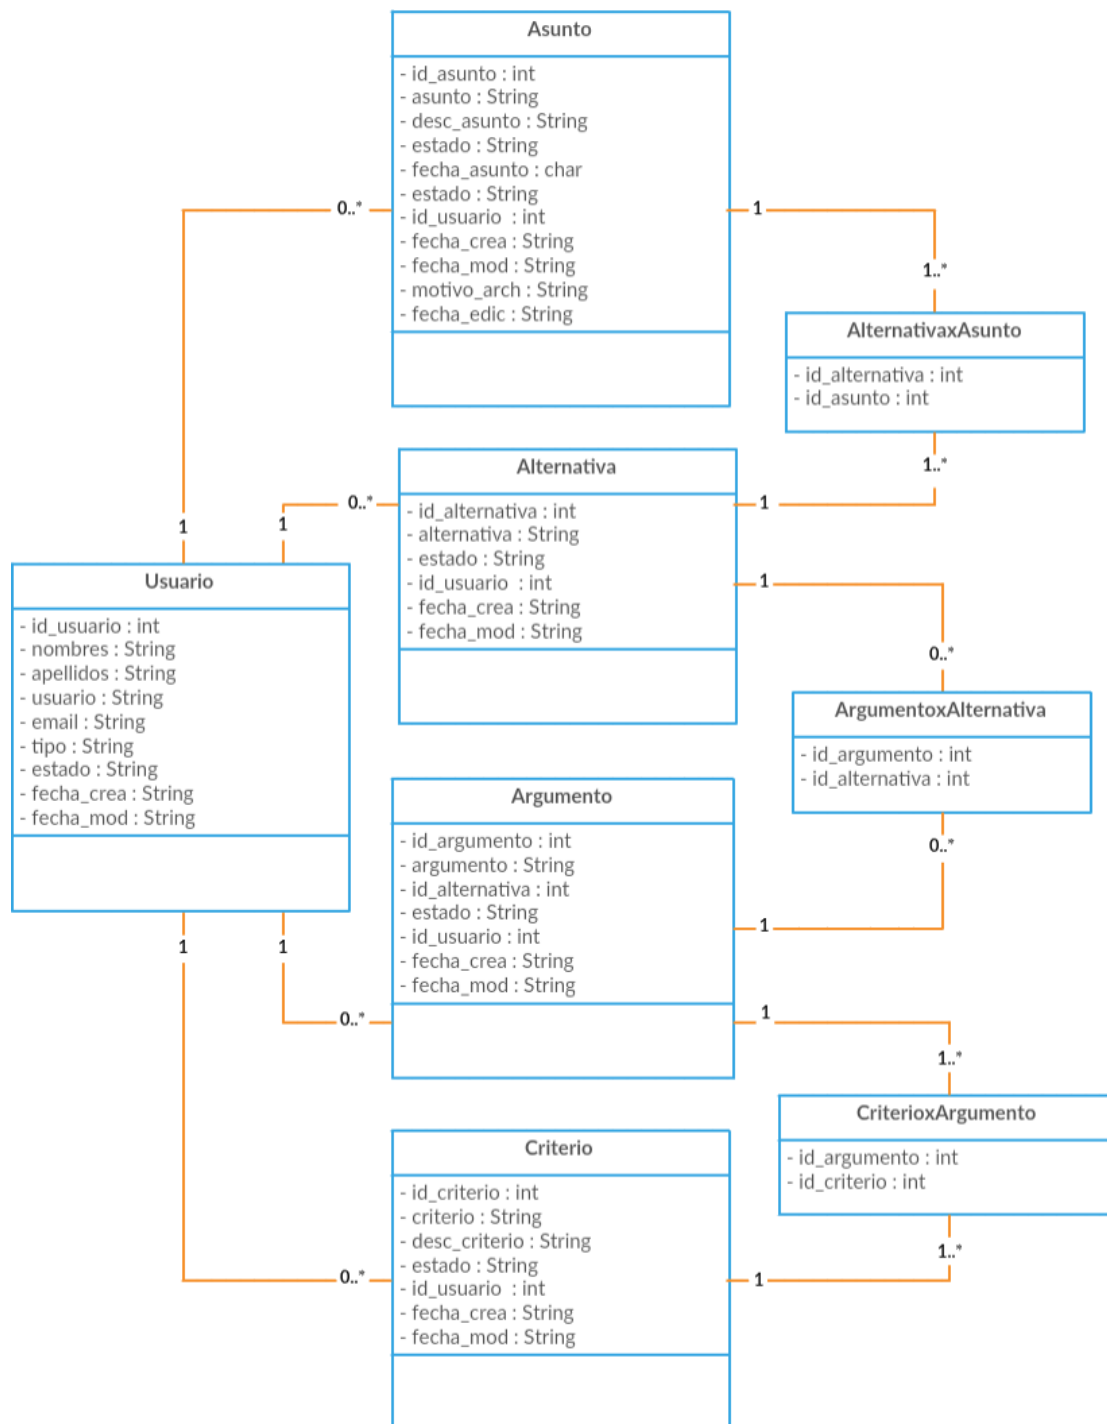 Asunto
- id_asunto : int
- asunto : String
- desc_asunto : String
- estado : String
- fecha_asunto : char
- estado : String
- id_usuario : int
- fecha_crea : String
- fecha_mod : String
- motivo_arch : String
- fecha_edic : String
0..*
1
1..*
AlternativaxAsunto
- id_alternativa : int
- id_asunto : int
1..*
Alternativa
- id_alternativa : int
- alternativa : String
- estado : String
- id_usuario : int
- fecha_crea : String
- fecha_mod : String
0..*
1
1
1
1
0..*
Usuario
- id_usuario : int
- nombres : String
- apellidos : String
- usuario : String
- email : String
- tipo : String
- estado : String
- fecha_crea : String
- fecha_mod : String
ArgumentoxAlternativa
- id_argumento : int
- id_alternativa : int
0..*
Argumento
- id_argumento : int
- argumento : String
- id_alternativa : int
- estado : String
- id_usuario : int
- fecha_crea : String
- fecha_mod : String
1
1
1
0..*
1
1..*
CriterioxArgumento
- id_argumento : int
- id_criterio : int
1..*
Criterio
- id_criterio : int
- criterio : String
- desc_criterio : String
- estado : String
- id_usuario : int
- fecha_crea : String
- fecha_mod : String
0..*
1